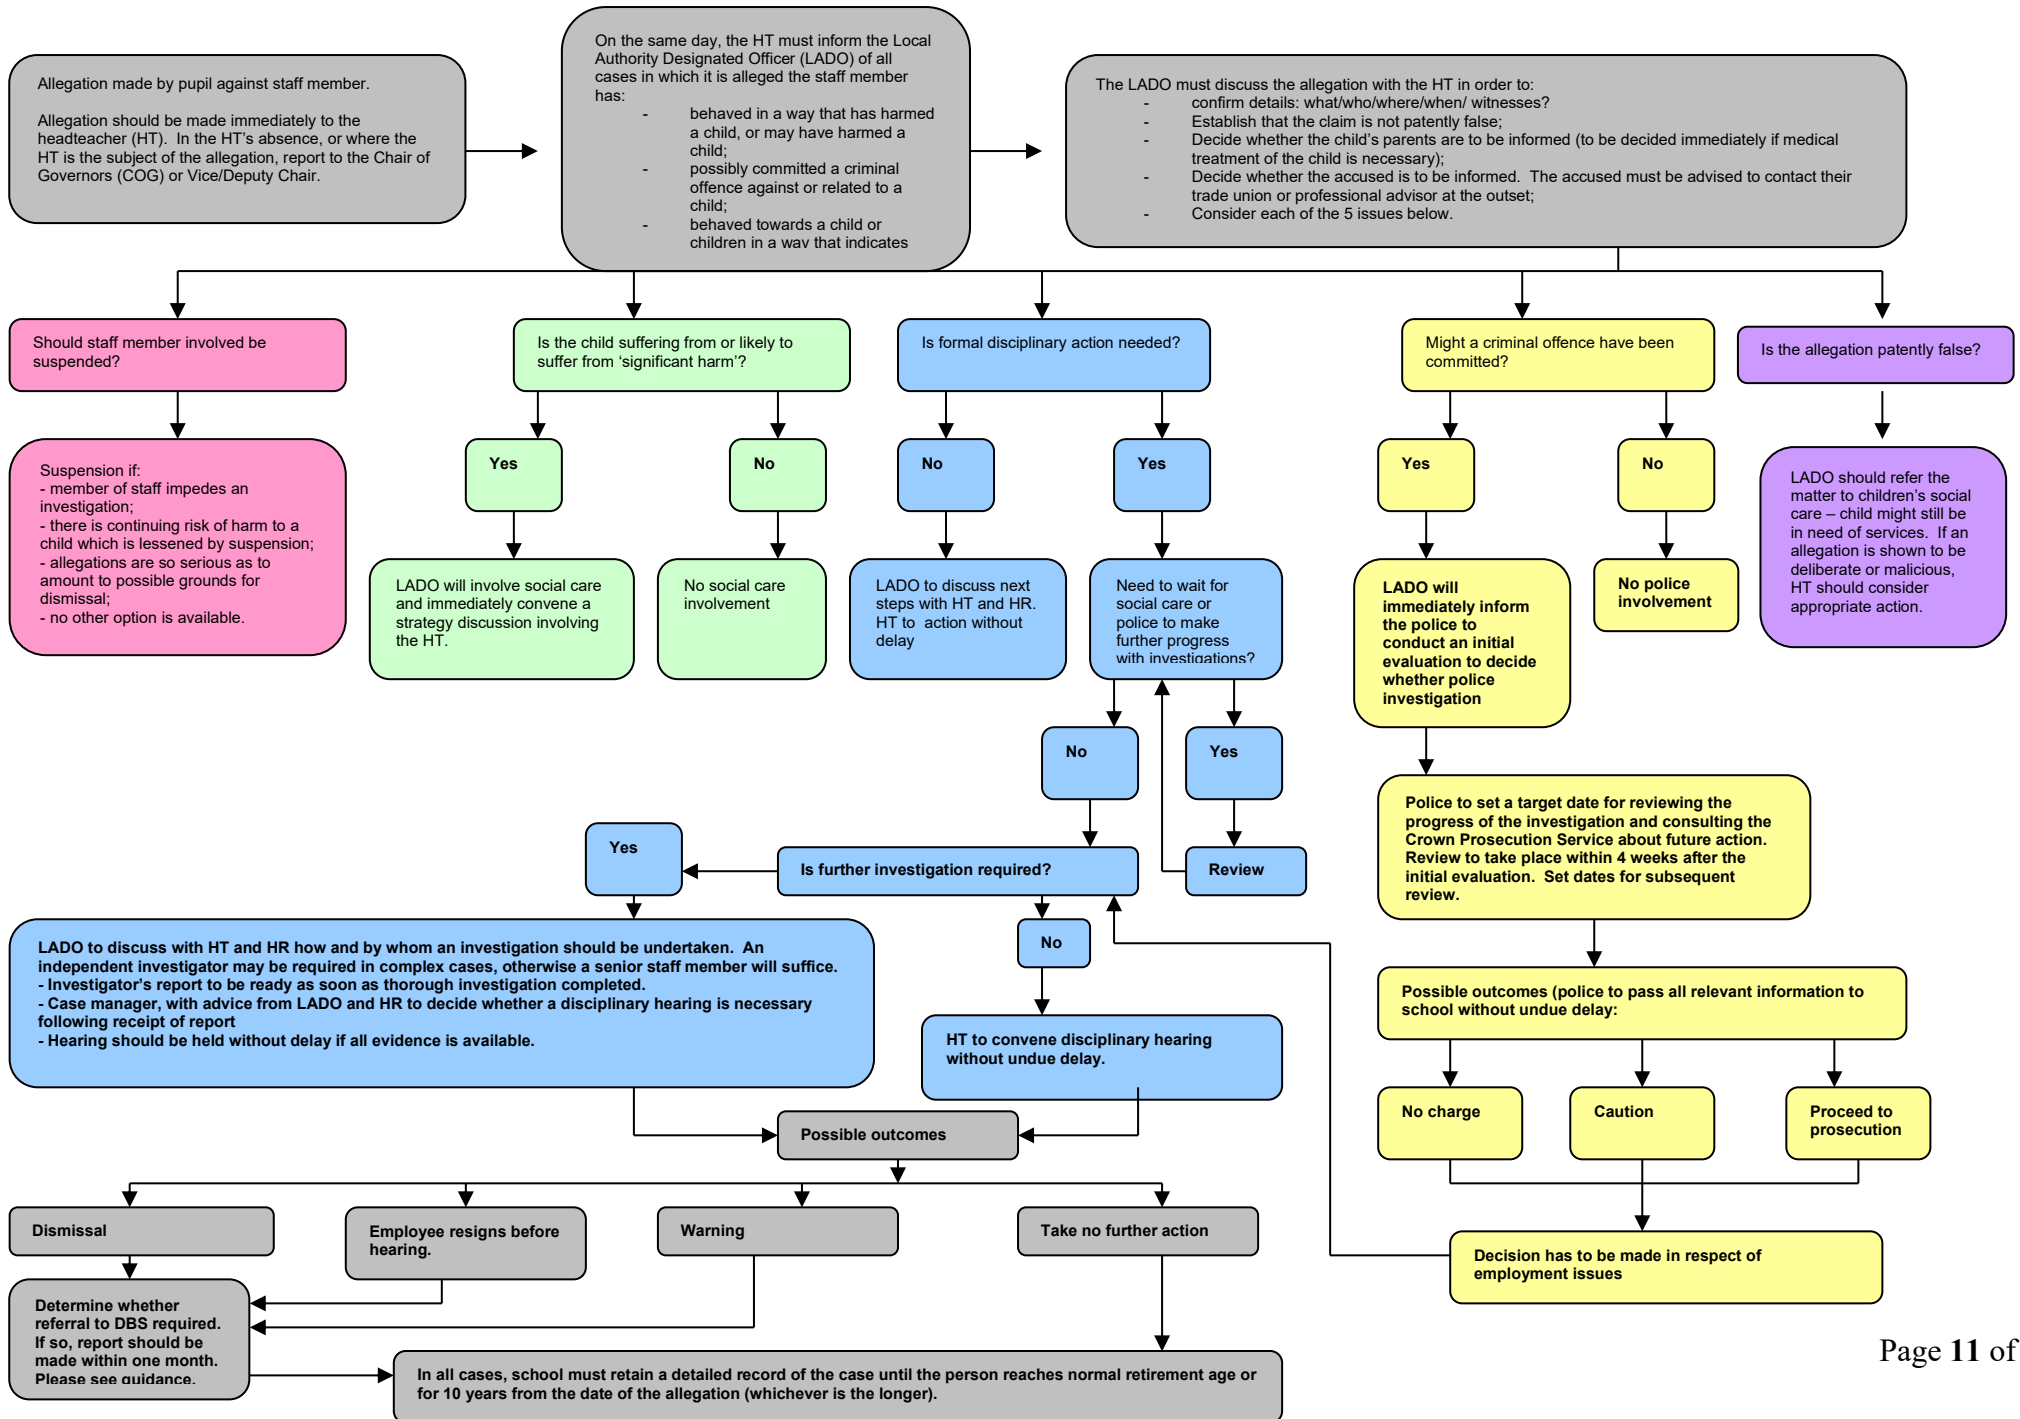 Allegation made by pupil against staff member.
Allegation should be made immediately to the
headteacher (HT).  In the HT's absence, or where the
HT is the subject of the allegation, report to the Chair of
Governors (COG) or Vice/Deputy Chair.
On the same day, the HT must inform the Local
Authority Designated Officer (LADO) of all
cases in which it is alleged the staff member
has:
- behaved in a way that has harmed
a child, or may have harmed a
child;
- possibly committed a criminal
offence against or related to a
child;
- behaved towards a child or
children in a way that indicates
The LADO must discuss the allegation with the HT in order to:
- confirm details: what/who/where/when/ witnesses?
- Establish that the claim is not patently false;
- Decide whether the child's parents are to be informed (to be decided immediately if medical
treatment of the child is necessary);
- Decide whether the accused is to be informed.  The accused must be advised to contact their
trade union or professional advisor at the outset;
- Consider each of the 5 issues below.
Should staff member involved be
suspended?
Is the child suffering from or likely to
suffer from ‘significant harm’?
Is formal disciplinary action needed?
Might a criminal offence have been
committed?
Is the allegation patently false?
Suspension if:
- member of staff impedes an
investigation;
- there is continuing risk of harm to a
child which is lessened by suspension;
- allegations are so serious as to
amount to possible grounds for
dismissal;
- no other option is available.
Yes
No
No
Yes
Yes
No
LADO should refer the
matter to children's social
care – child might still be
in need of services.  If an
allegation is shown to be
deliberate or malicious,
HT should consider
appropriate action.
LADO will involve social care
and immediately convene a
strategy discussion involving
the HT.
No social care
involvement
LADO to discuss next
steps with HT and HR.
HT to  action without
delay
Need to wait for
social care or
police to make
further progress
with investigations?
LADO will
immediately inform
the police to
conduct an initial
evaluation to decide
whether police
investigation
No police
involvement
No
Yes
Police to set a target date for reviewing the
progress of the investigation and consulting the
Crown Prosecution Service about future action.
Review to take place within 4 weeks after the
initial evaluation.  Set dates for subsequent
review.
Yes
Is further investigation required?
Review
LADO to discuss with HT and HR how and by whom an investigation should be undertaken.  An
independent investigator may be required in complex cases, otherwise a senior staff member will suffice.
- Investigator's report to be ready as soon as thorough investigation completed.
- Case manager, with advice from LADO and HR to decide whether a disciplinary hearing is necessary
following receipt of report
- Hearing should be held without delay if all evidence is available.
No
HT to convene disciplinary hearing
without undue delay.
Possible outcomes (police to pass all relevant information to
school without undue delay:
No charge
Caution
Proceed to
prosecution
Possible outcomes
Dismissal
Employee resigns before
hearing.
Warning
Take no further action
Decision has to be made in respect of
employment issues
Determine whether
referral to DBS required.
If so, report should be
made within one month.
Please see guidance.
In all cases, school must retain a detailed record of the case until the person reaches normal retirement age or
for 10 years from the date of the allegation (whichever is the longer).
Page 11 of